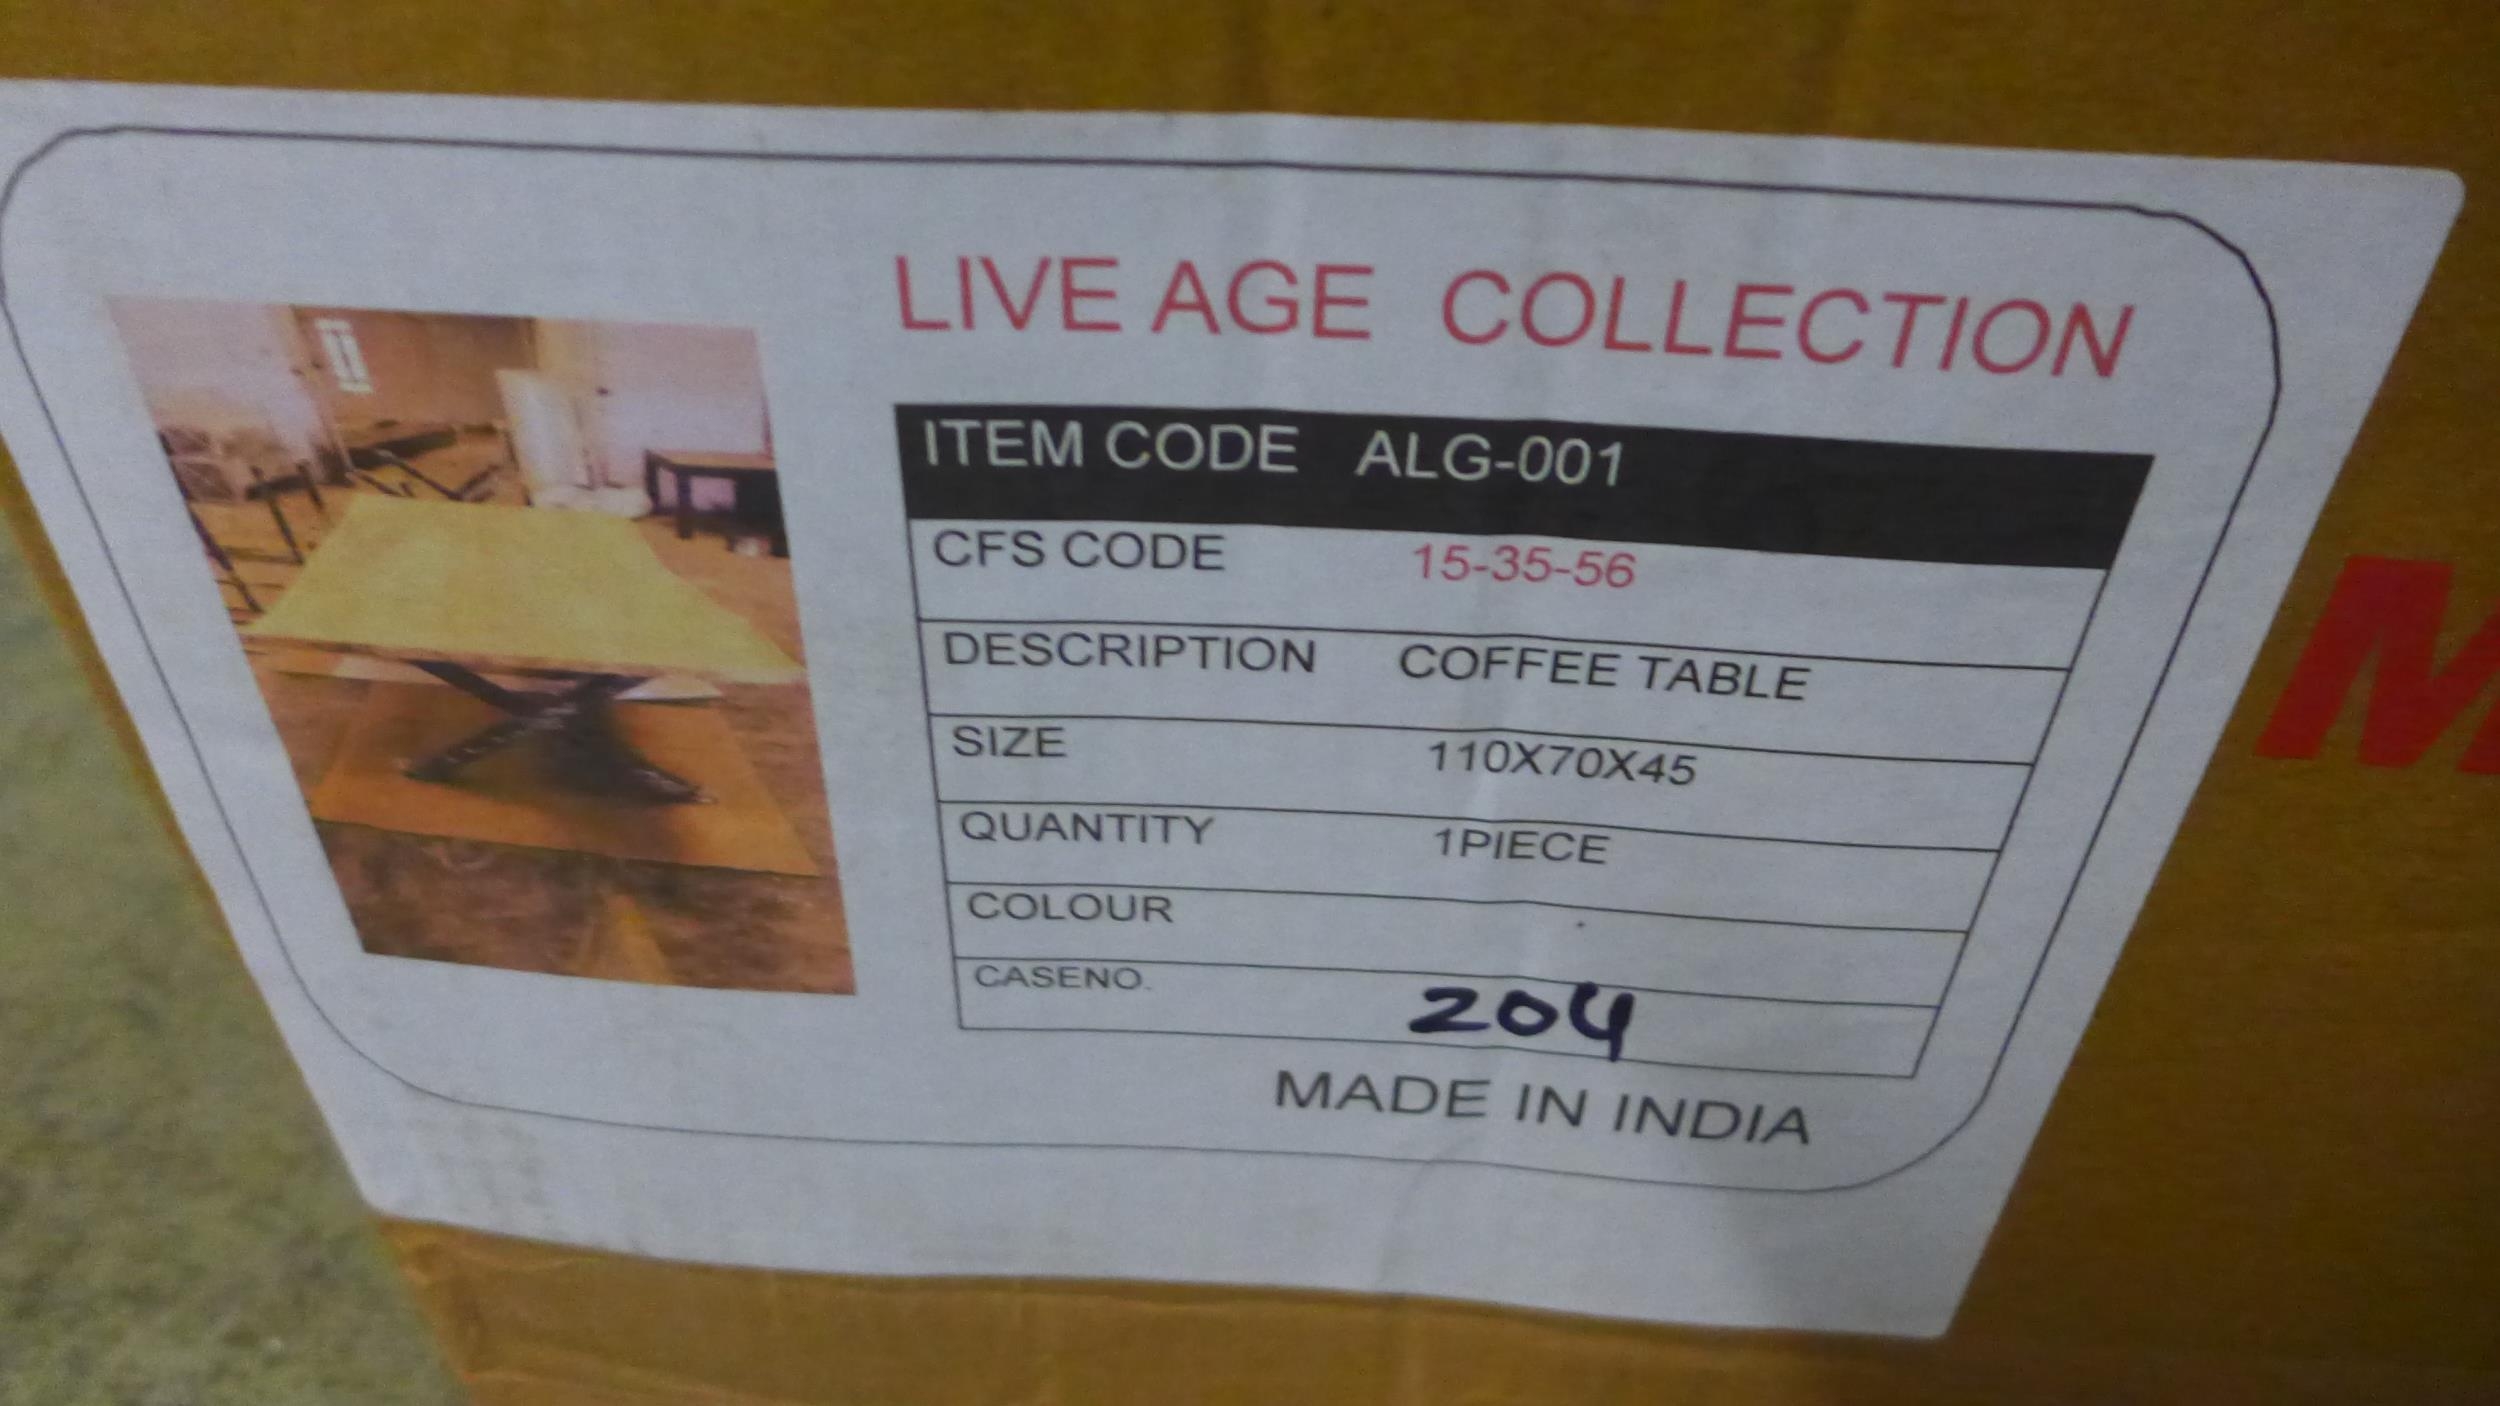 LIVE AGE COLLECTION
ITEM CODE ALG-001
CFS CODE 15-35-56
DESCRIPTION COFFEE TABLE
SIZE 110X70X45
QUANTITY 1PIECE
COLOUR
CASENO. 204
MADE IN INDIA
M